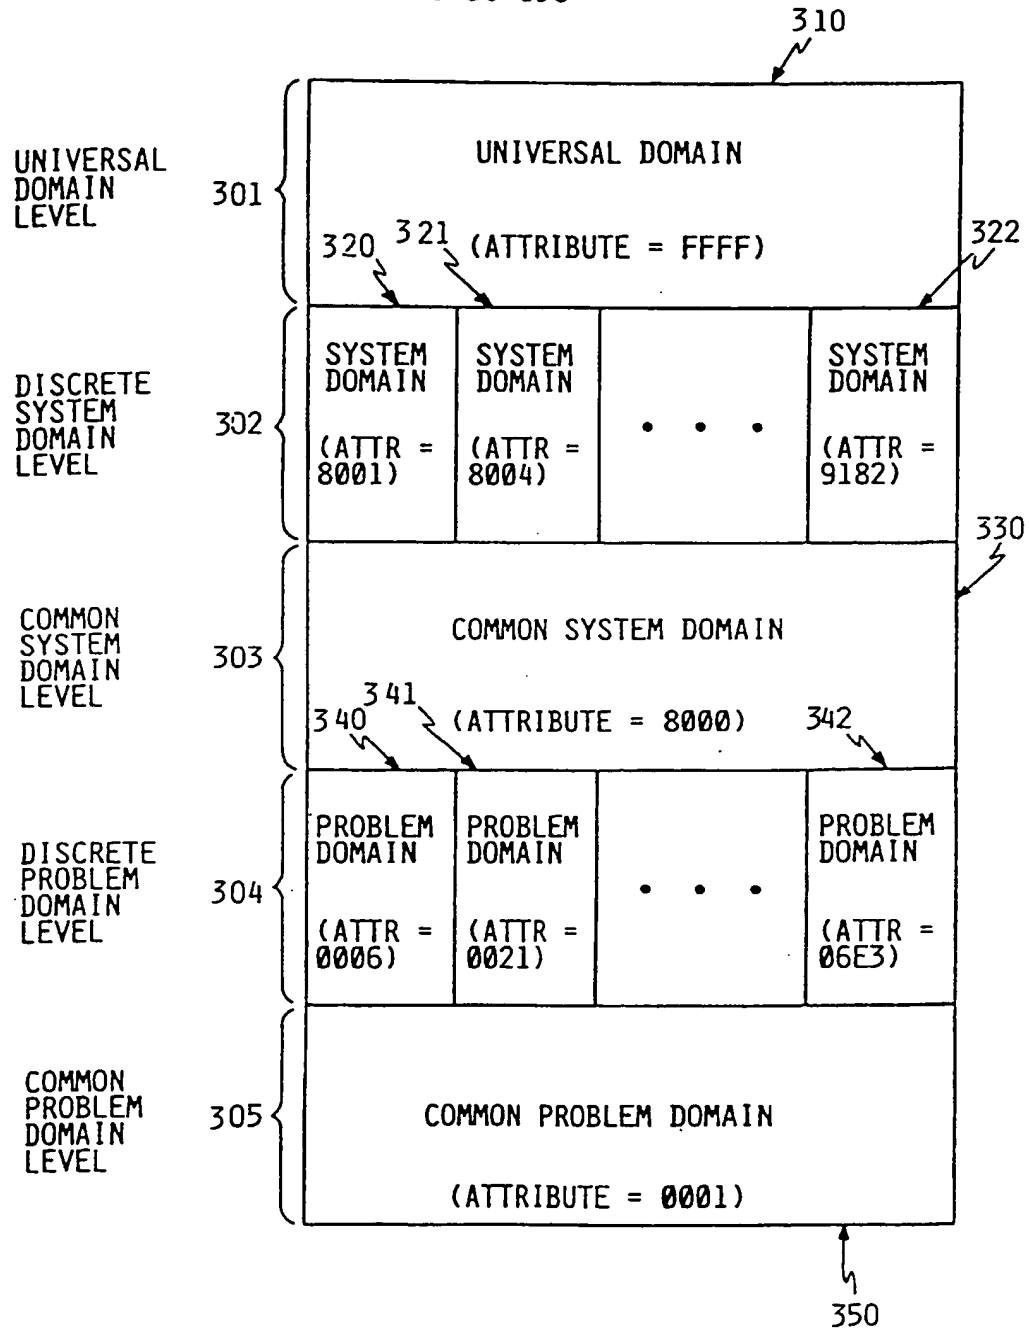 310
UNIVERSAL
DOMAIN
LEVEL
301
UNIVERSAL DOMAIN
(ATTRIBUTE = FFFF)
320
321
322
DISCRETE
SYSTEM
DOMAIN
LEVEL
302
SYSTEM
DOMAIN
(ATTR =
8001)
SYSTEM
DOMAIN
(ATTR =
8004)
• • •
SYSTEM
DOMAIN
(ATTR =
9182)
330
COMMON
SYSTEM
DOMAIN
LEVEL
303
COMMON SYSTEM DOMAIN
(ATTRIBUTE = 8000)
340
341
342
DISCRETE
PROBLEM
DOMAIN
LEVEL
304
PROBLEM
DOMAIN
(ATTR =
0006)
PROBLEM
DOMAIN
(ATTR =
0021)
• • •
PROBLEM
DOMAIN
(ATTR =
06E3)
COMMON
PROBLEM
DOMAIN
LEVEL
305
COMMON PROBLEM DOMAIN
(ATTRIBUTE = 0001)
350